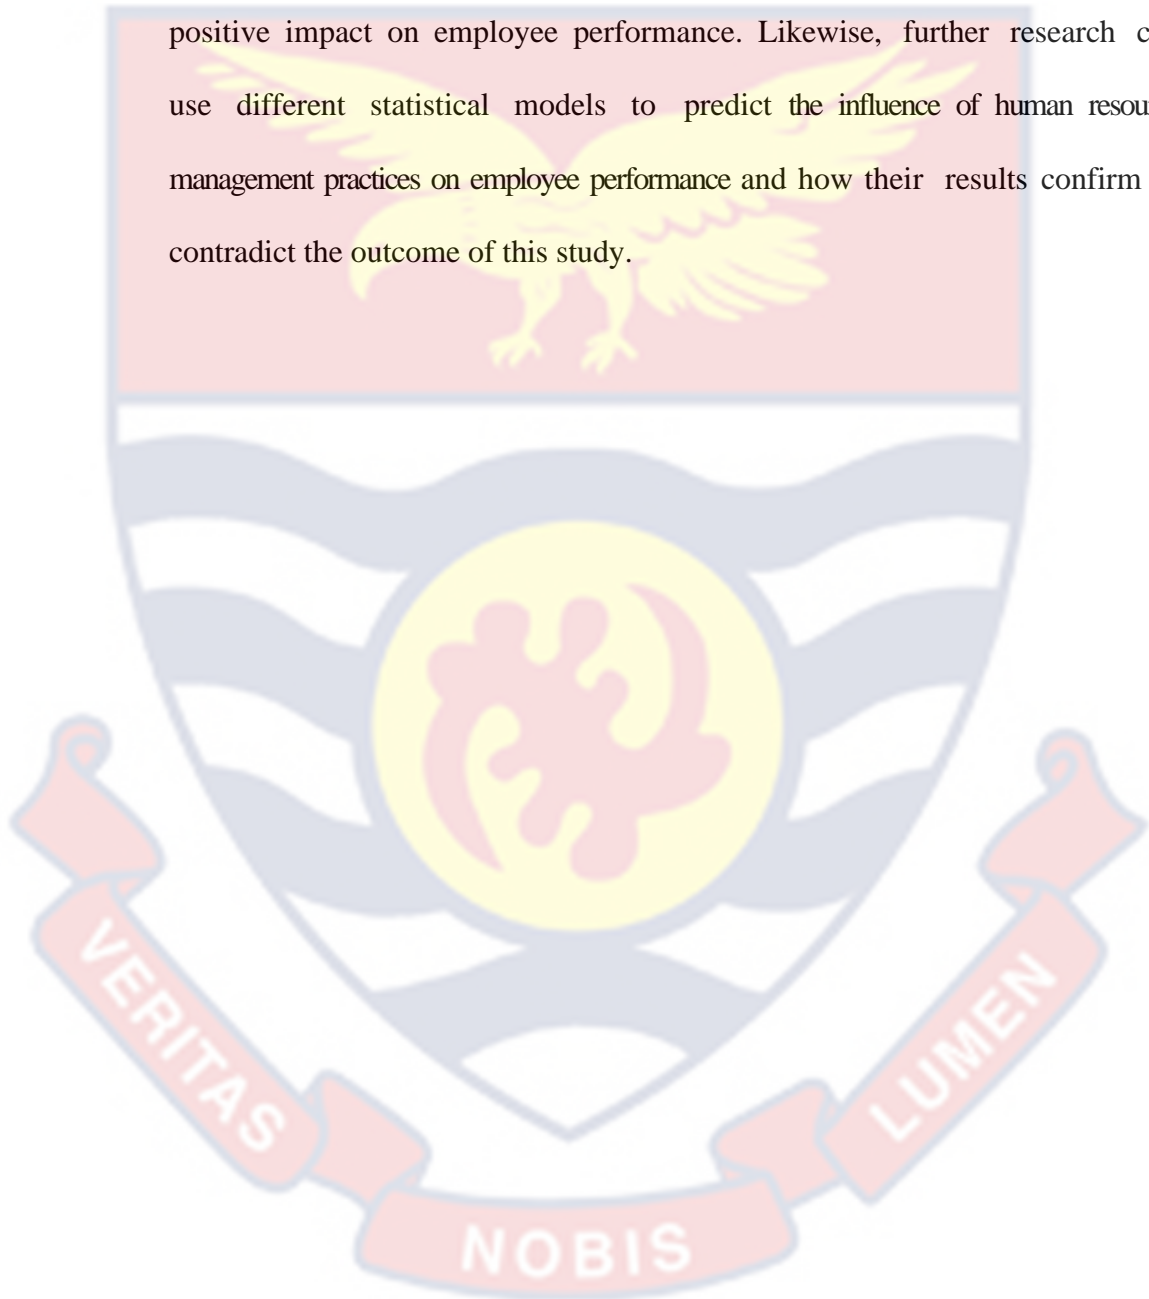 positive impact on employee performance. Likewise, further research c
use different statistical models to predict the influence of human resou
management practices on employee performance and how their results confirm
contradict the outcome of this study.
VERITAS
NOBIS
LUMEN